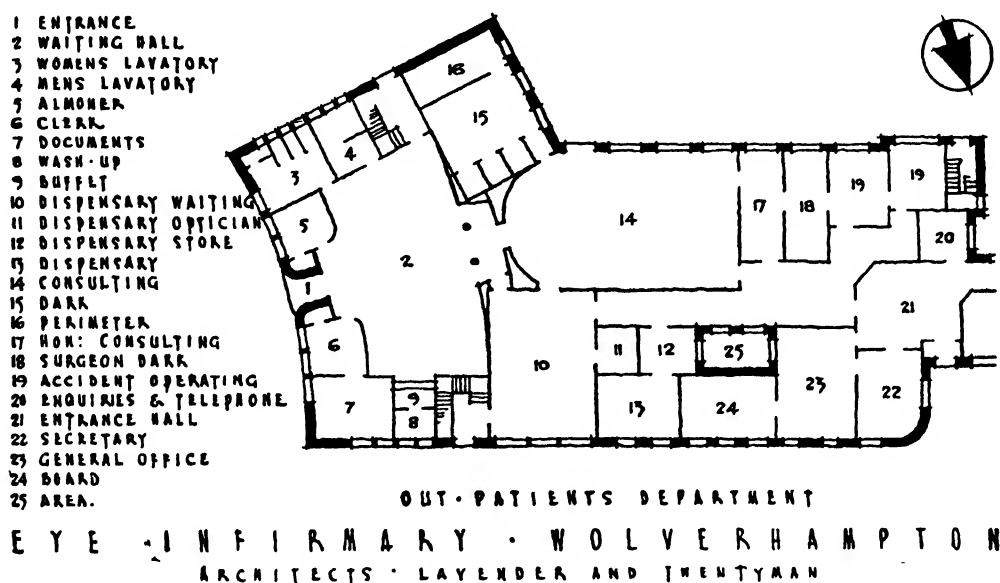 1 ENTRANCE
2 WAITING HALL
3 WOMENS LAVATORY
4 MENS LAVATORY
5 ALMONER
6 CLERK
7 DOCUMENTS
8 WASH-UP
9 BUFFET
10 DISPENSARY WAITING
11 DISPENSARY OPTICIAN
12 DISPENSARY STORE
13 DISPENSARY
14 CONSULTING
15 DARK
16 PERIMETER
17 HON: CONSULTING
18 SURGEON DARK
19 ACCIDENT OPERATING
20 ENQUIRIES & TELEPHONE
21 ENTRANCE HALL
22 SECRETARY
23 GENERAL OFFICE
24 BOARD
25 AREA.
16
15
4
3
5
2
1
6
7
9
8
10
14
17
18
19
19
20
21
11
12
25
13
24
23
22
OUT·PATIENTS DEPARTMENT
EYE · INFIRMARY · WOLVERHAMPTON
ARCHITECTS · LAVENDER AND TWENTYMAN